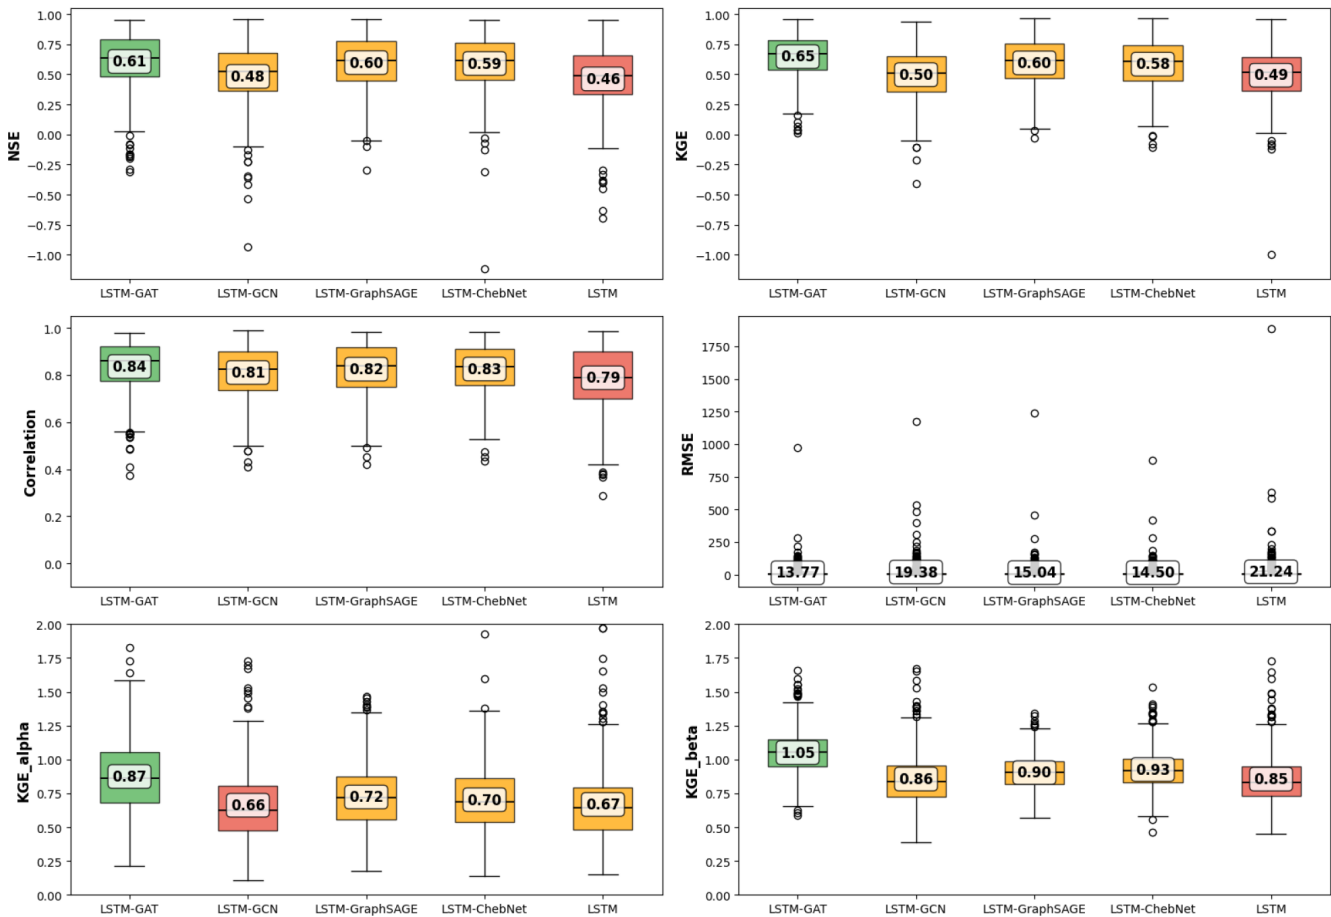 NSE
1.00
0.75
0.50
0.25
0.00
−0.25
−0.50
−0.75
−1.00
0.61
0.48
0.60
0.59
0.46
LSTM-GAT
LSTM-GCN
LSTM-GraphSAGE
LSTM-ChebNet
LSTM
KGE
1.00
0.75
0.50
0.25
0.00
−0.25
−0.50
−0.75
−1.00
0.65
0.50
0.60
0.58
0.49
LSTM-GAT
LSTM-GCN
LSTM-GraphSAGE
LSTM-ChebNet
LSTM
Correlation
1.0
0.8
0.6
0.4
0.2
0.0
0.84
0.81
0.82
0.83
0.79
LSTM-GAT
LSTM-GCN
LSTM-GraphSAGE
LSTM-ChebNet
LSTM
RMSE
1750
1500
1250
1000
750
500
250
0
13.77
19.38
15.04
14.50
21.24
LSTM-GAT
LSTM-GCN
LSTM-GraphSAGE
LSTM-ChebNet
LSTM
KGE_alpha
2.00
1.75
1.50
1.25
1.00
0.75
0.50
0.25
0.00
0.87
0.66
0.72
0.70
0.67
LSTM-GAT
LSTM-GCN
LSTM-GraphSAGE
LSTM-ChebNet
LSTM
KGE_beta
2.00
1.75
1.50
1.25
1.00
0.75
0.50
0.25
0.00
1.05
0.86
0.90
0.93
0.85
LSTM-GAT
LSTM-GCN
LSTM-GraphSAGE
LSTM-ChebNet
LSTM